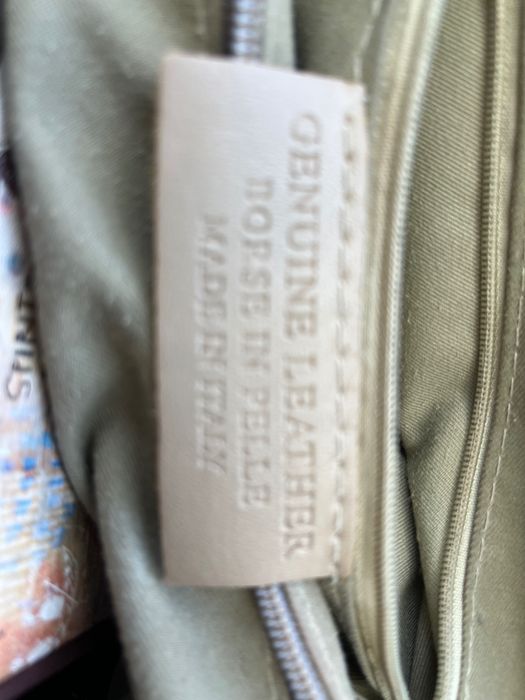 GENUINE LEATHER
BORSE IN PELLE
MADE IN ITALY